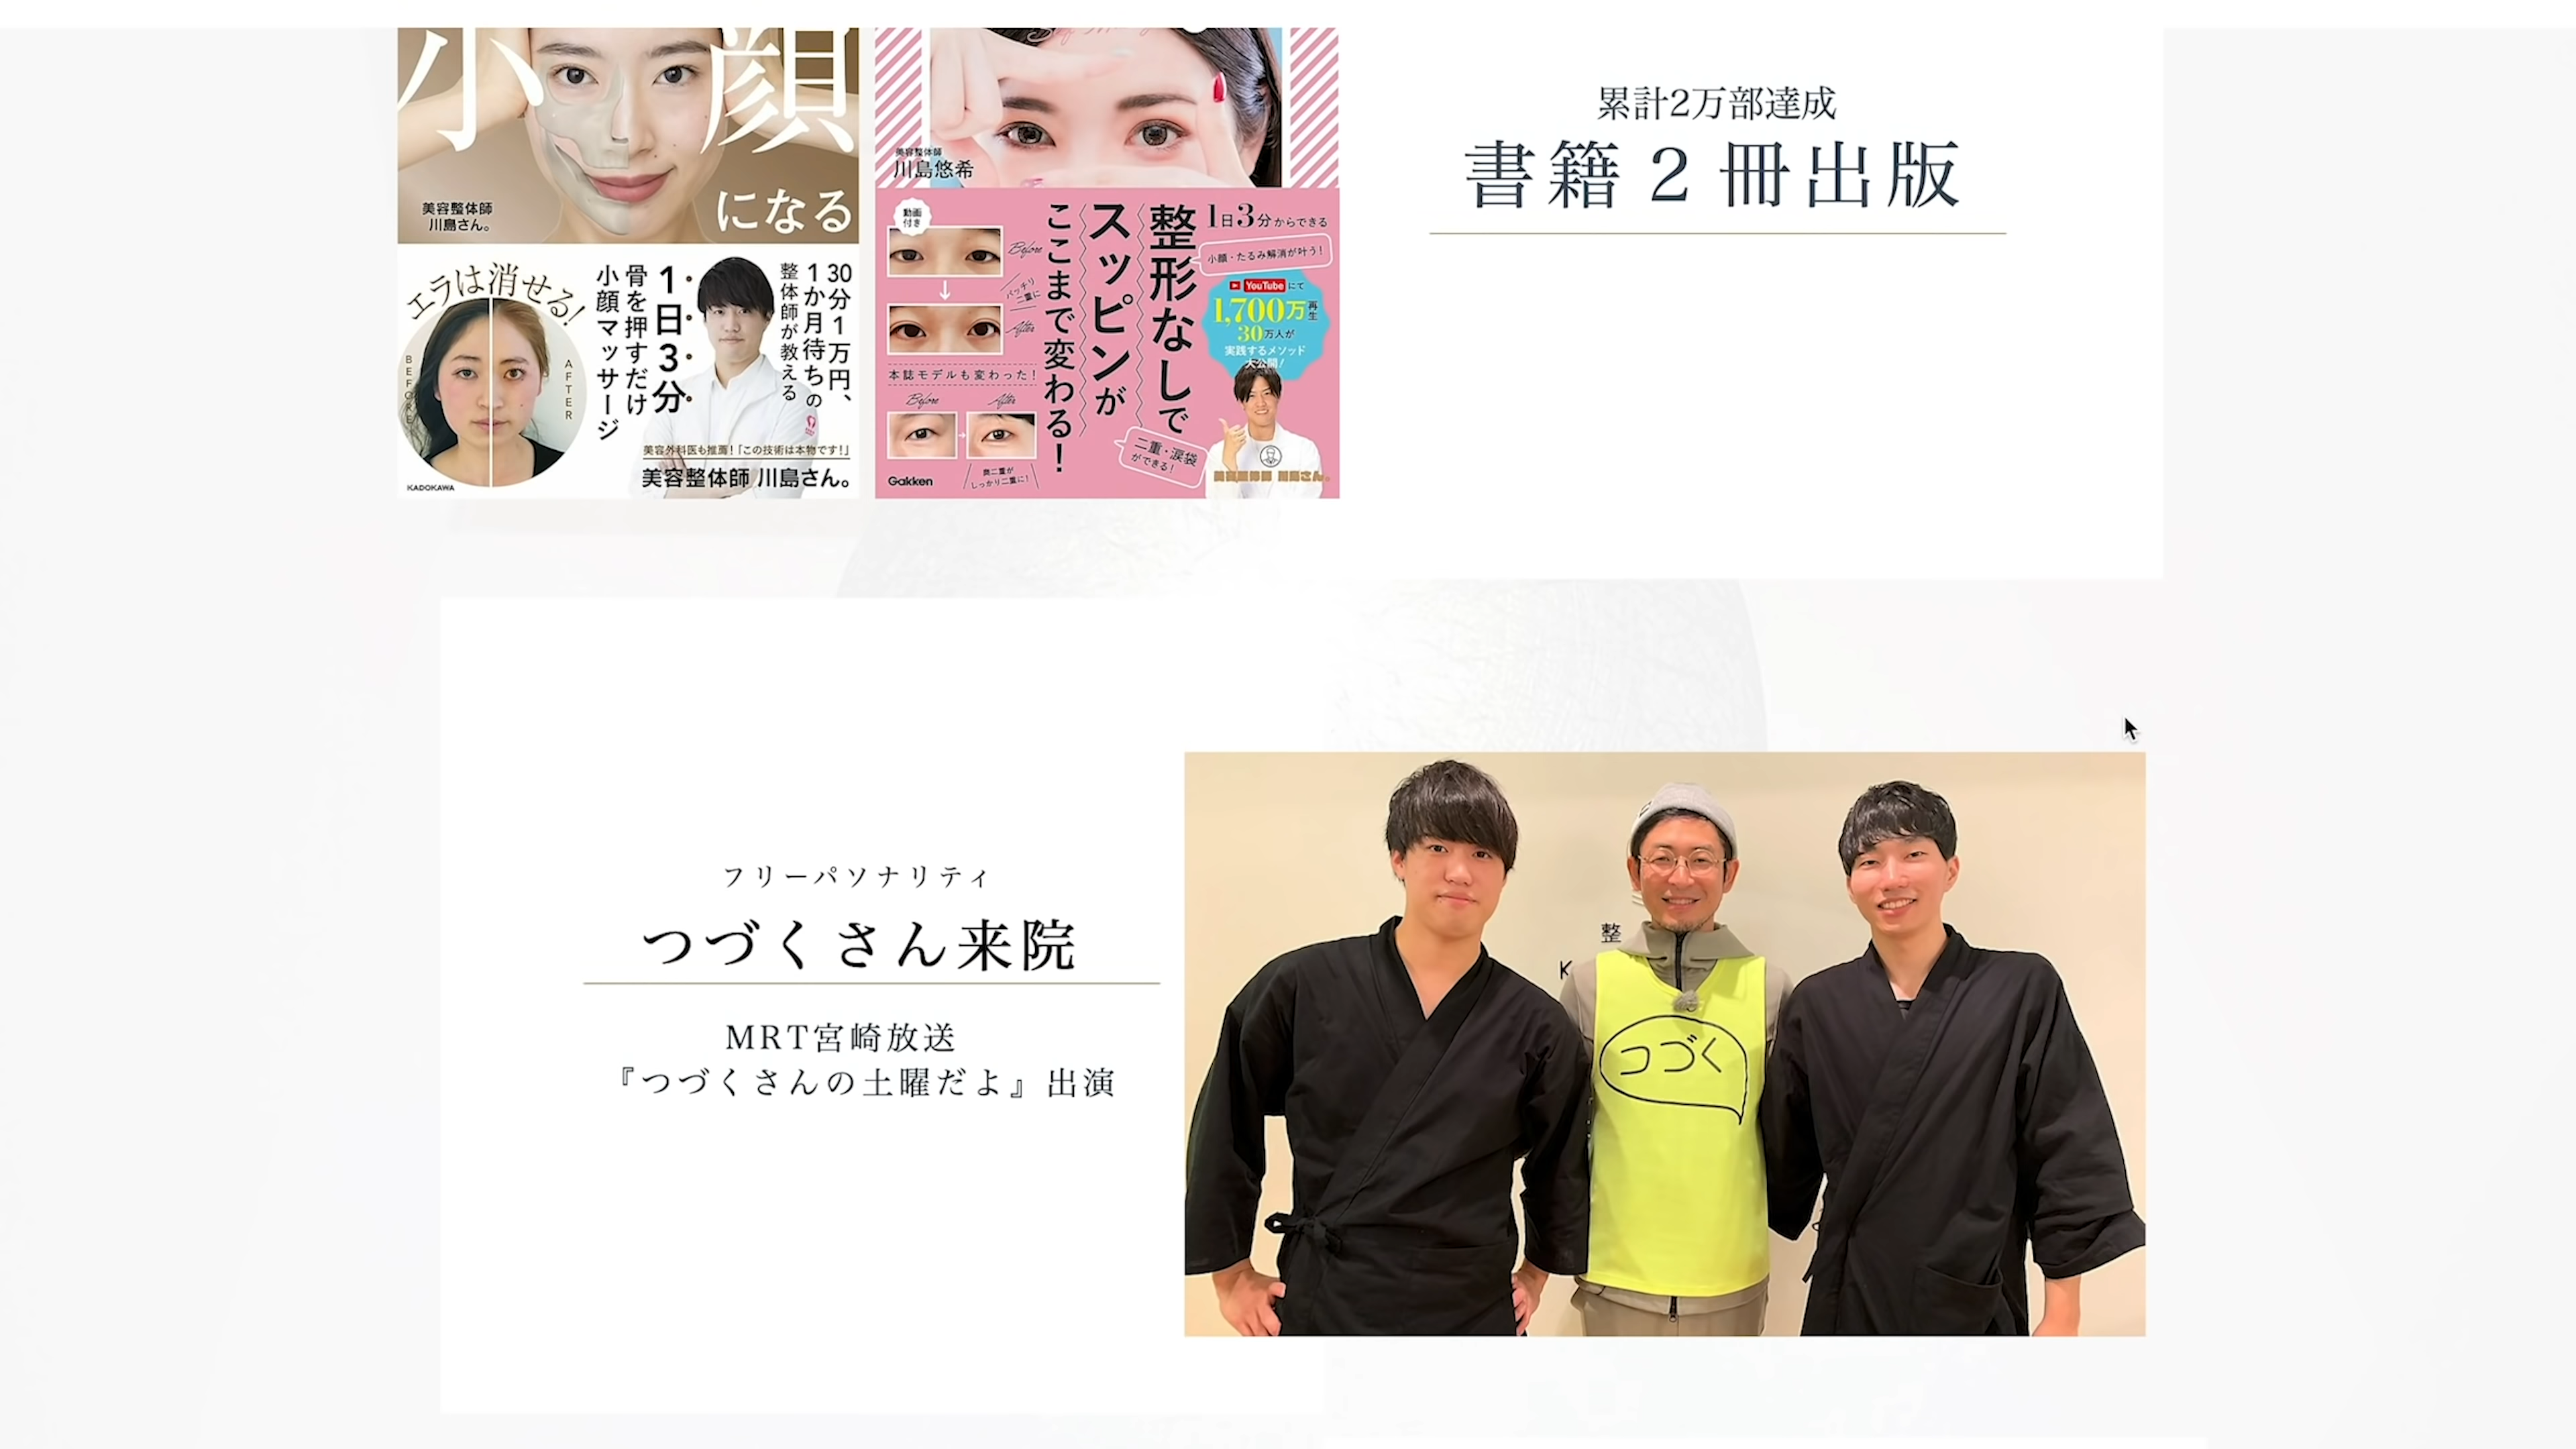 小顔
になる
美容整体師
川島さん。
エラは消せる!
BEFORE
AFTER
30分1万円、
1か月待ちの
整体師が教える
1日3分
骨を押すだけ
小顔マッサージ
美容外科医も推薦!「この技術は本物です!」
美容整体師 川島さん。
KADOKAWA
美容整体師
川島悠希
動画
付き
Before
パッチリ
二重に
After
本誌モデルも変わった!
Before
After
奥二重が
しっかり二重に!
Gakken
1日3分からできる
小顔・たるみ解消が叶う!
整形なしで
スッピンが
ここまで変わる!
YouTubeにて
1,700万再生
30万人が
実践するメソッド
大公開!
二重・涙袋
ができる!
美容整体師 川島さん。
累計2万部達成
書籍2冊出版
フリーパソナリティ
つづくさん来院
MRT宮崎放送
『つづくさんの土曜だよ』出演
整
K
つづく